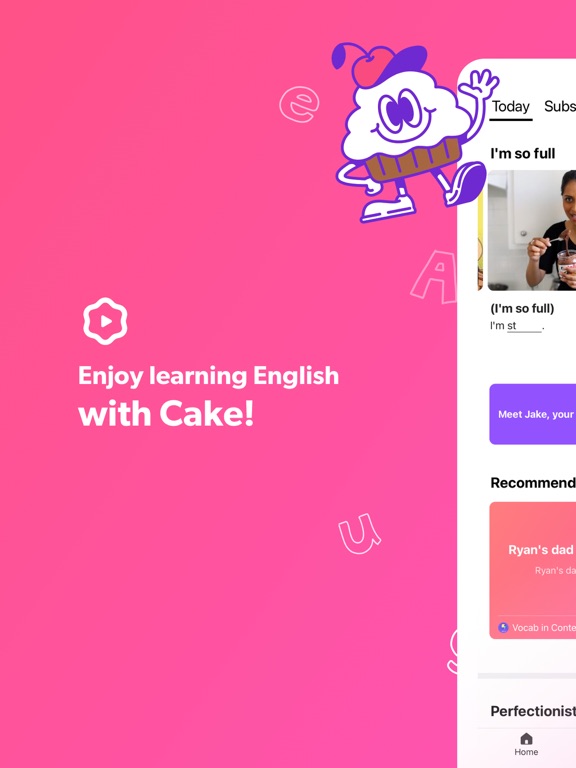 e
A
u
Enjoy learning English
with Cake!
Today Subs
I'm so full
(I'm so full)
I'm st____.
Meet Jake, your
Recommend
Ryan's dad
Ryan's da
Vocab in Conte
Perfectionist
Home